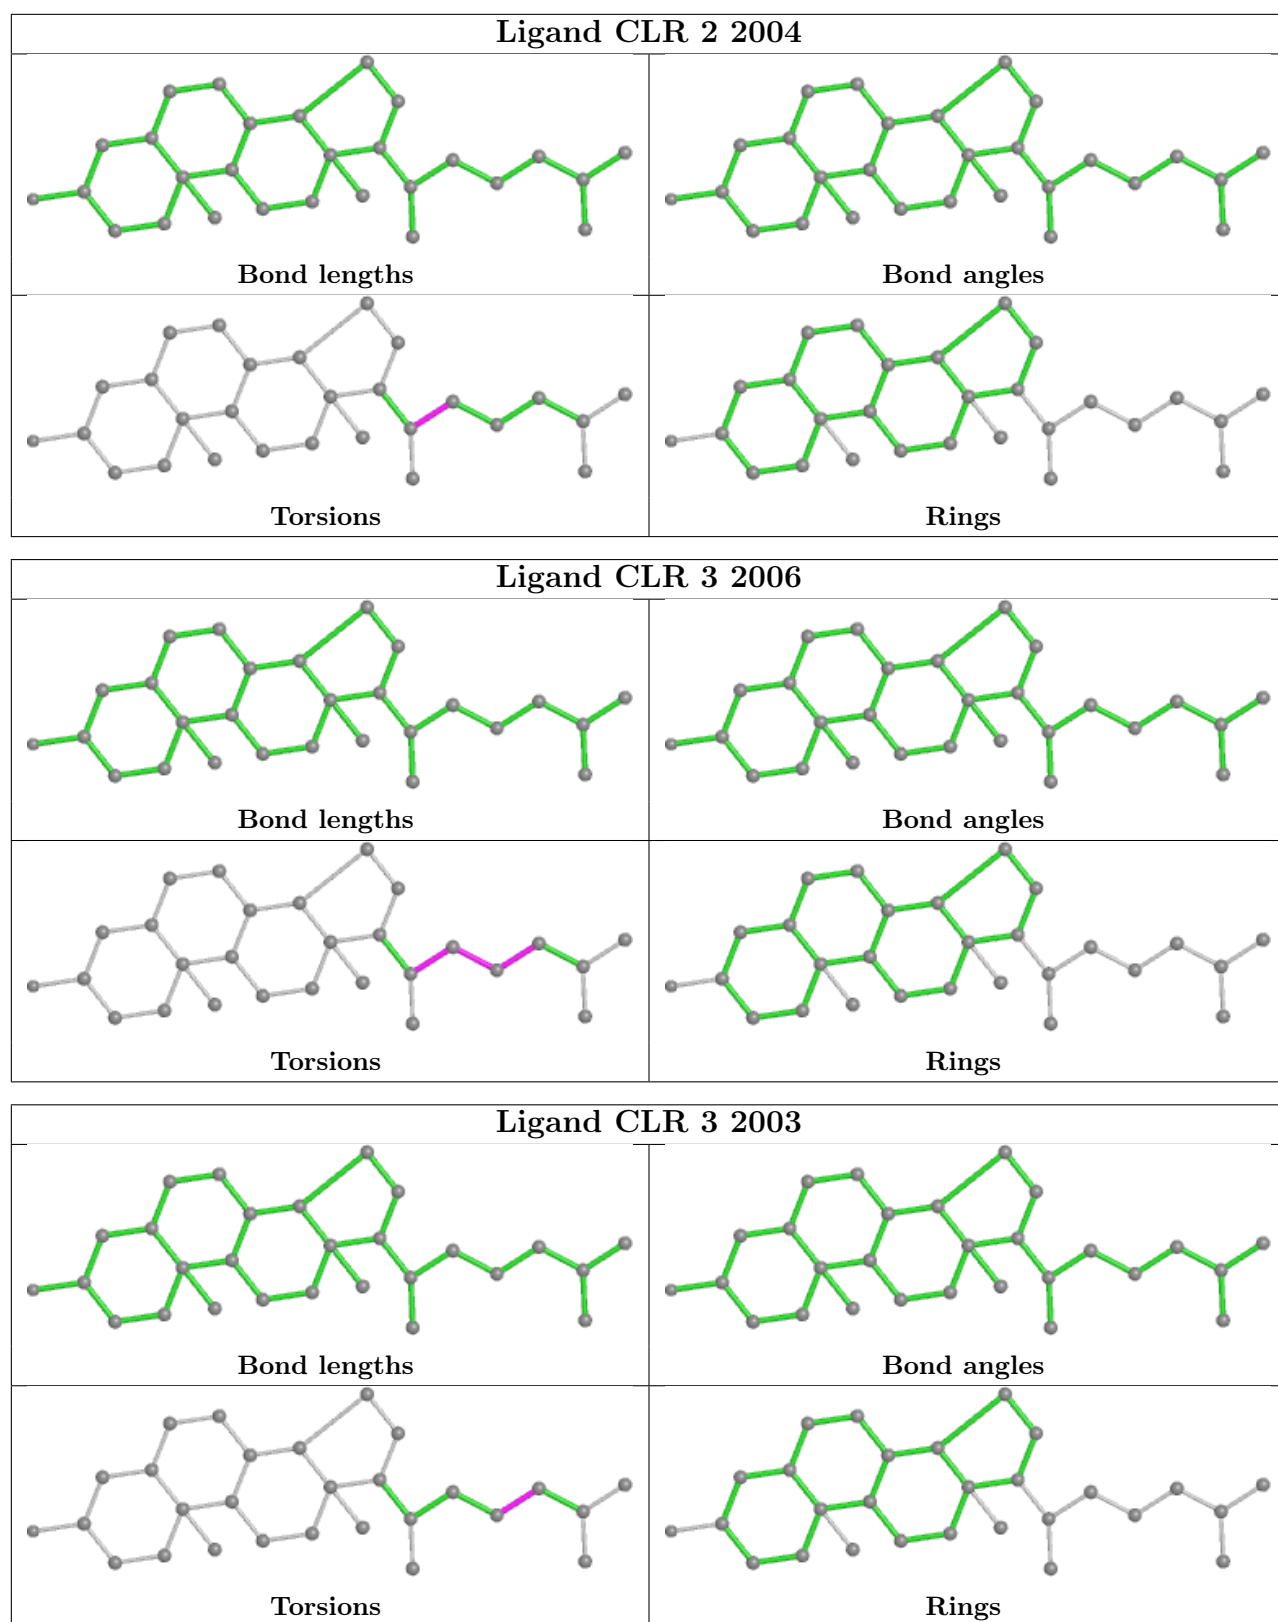 Ligand CLR 2 2004
Bond lengths
Bond angles
Torsions
Rings
Ligand CLR 3 2006
Bond lengths
Bond angles
Torsions
Rings
Ligand CLR 3 2003
Bond lengths
Bond angles
Torsions
Rings